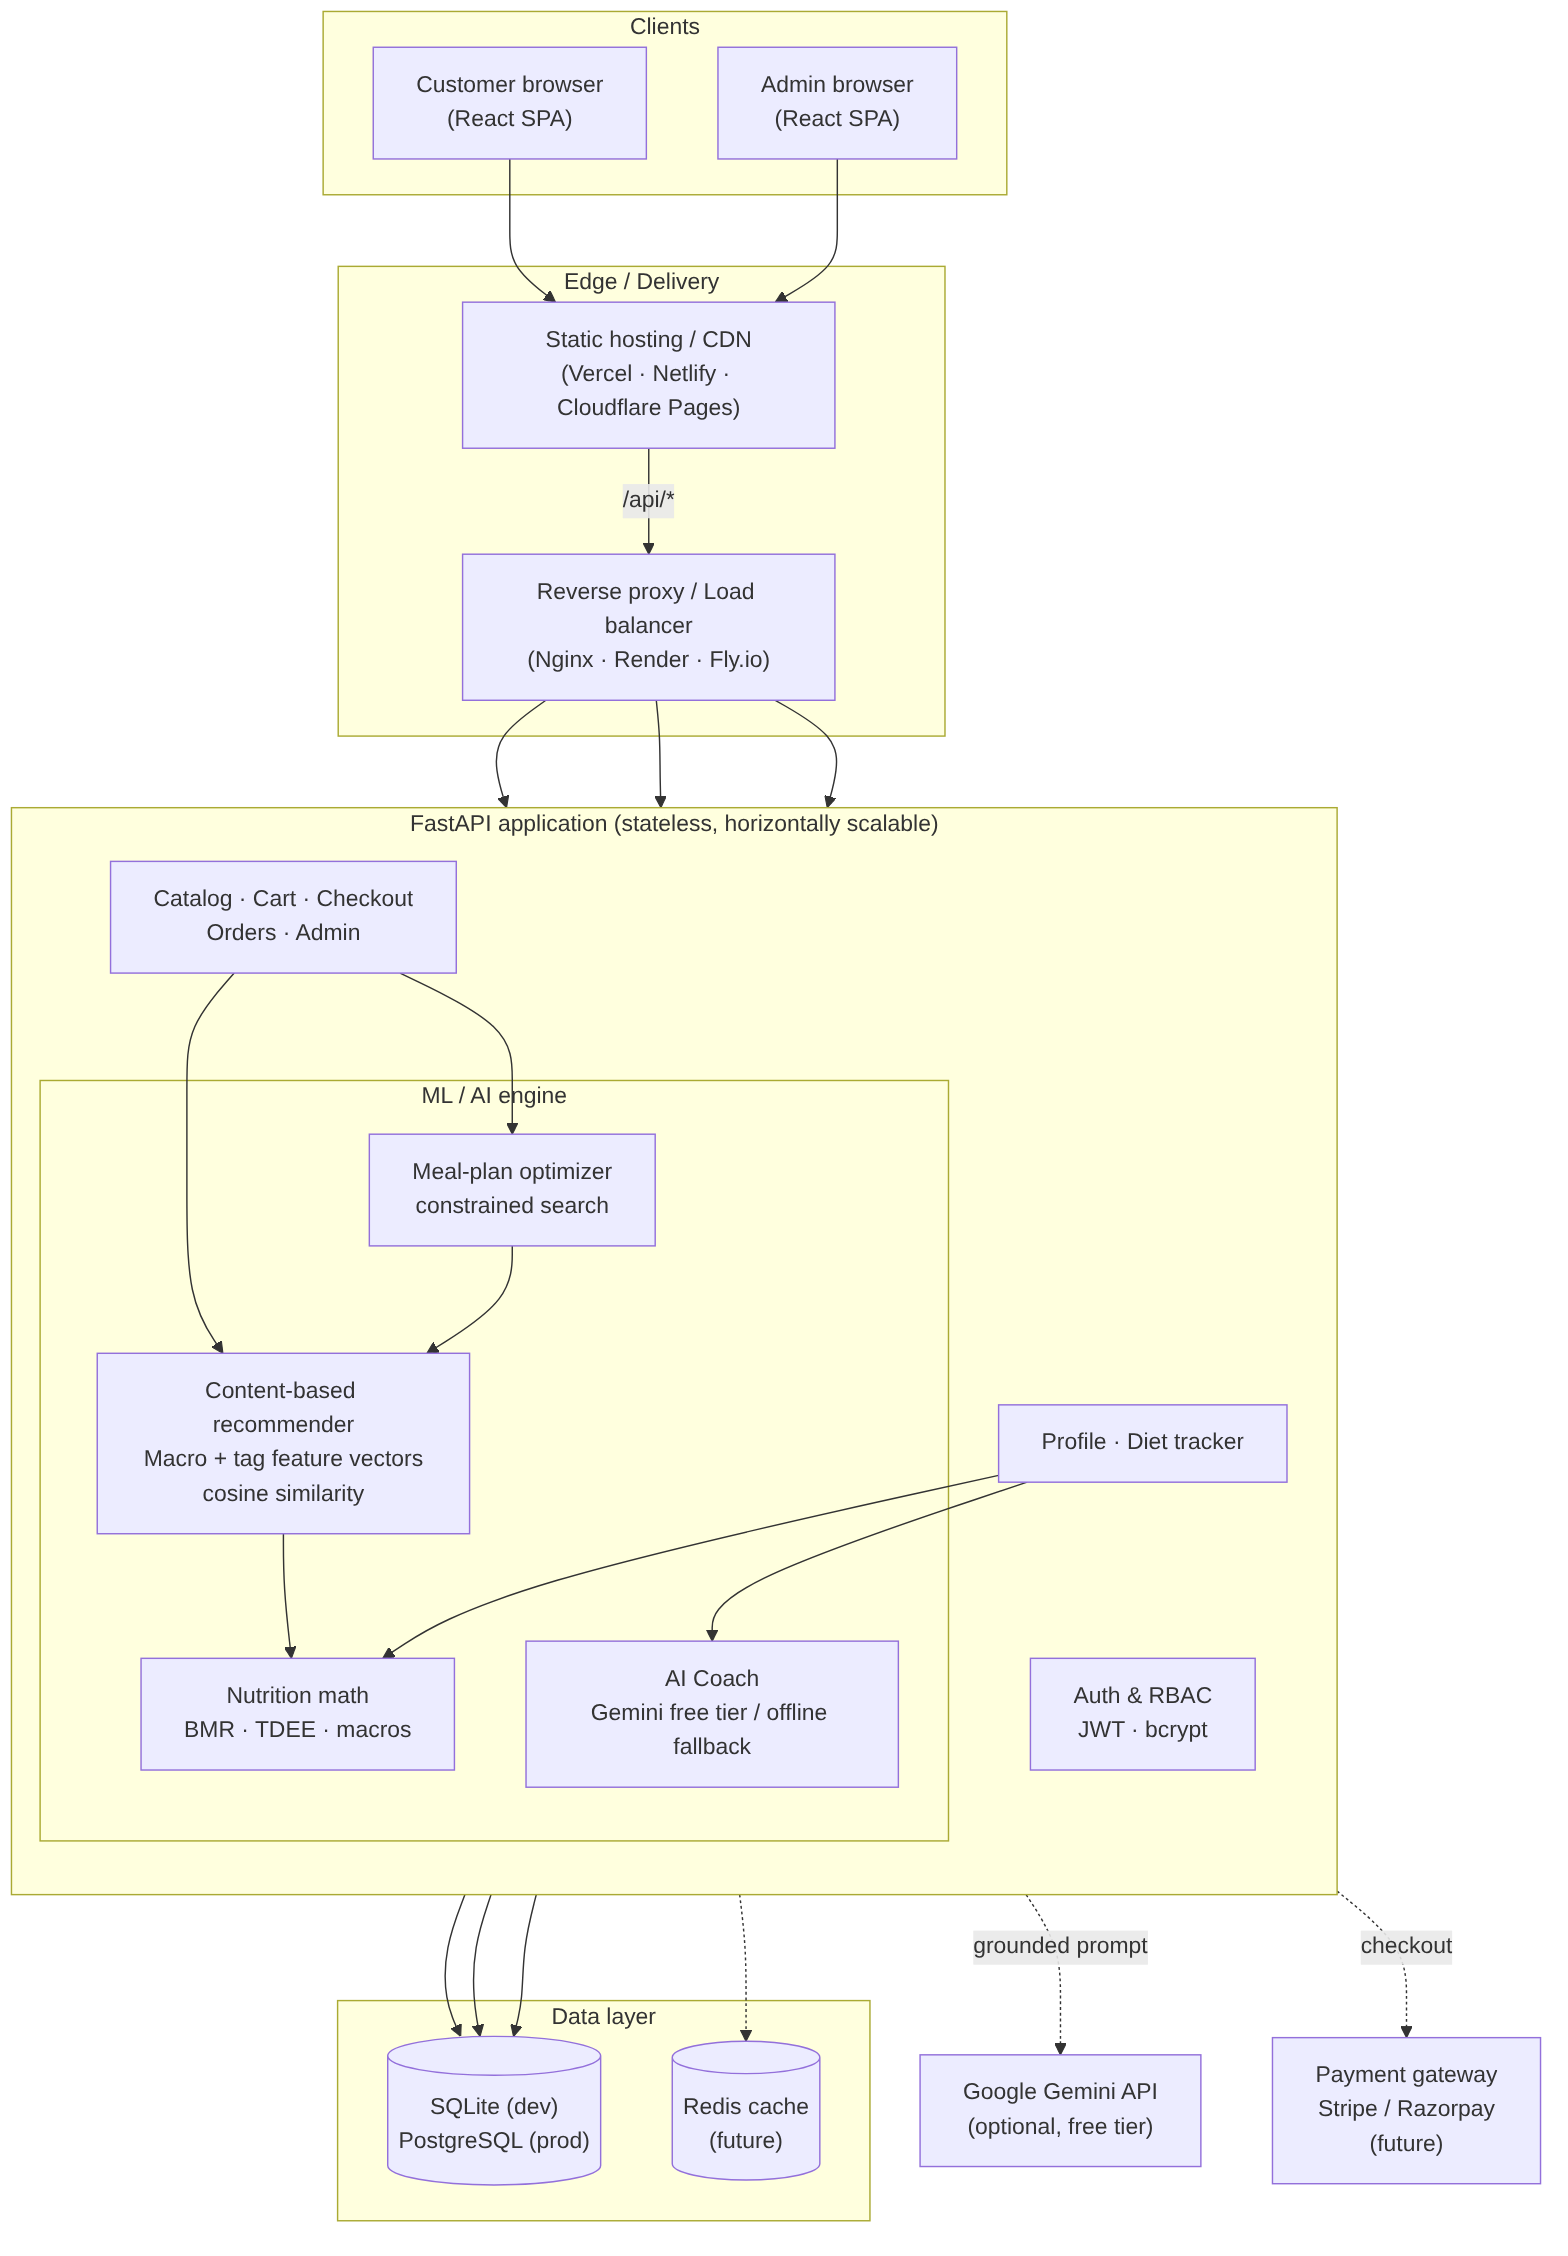 Clients
Customer browser
(React SPA)
Admin browser
(React SPA)
Edge / Delivery
Static hosting / CDN
(Vercel · Netlify ·
Cloudflare Pages)
/api/*
Reverse proxy / Load
balancer
(Nginx · Render · Fly.io)
FastAPI application (stateless, horizontally scalable)
Catalog · Cart · Checkout
Orders · Admin
ML / AI engine
Meal-plan optimizer
constrained search
Content-based
recommender
Macro + tag feature vectors
cosine similarity
Profile · Diet tracker
Nutrition math
BMR · TDEE · macros
AI Coach
Gemini free tier / offline
fallback
Auth & RBAC
JWT · bcrypt
grounded prompt
checkout
Data layer
SQLite (dev)
PostgreSQL (prod)
Redis cache
(future)
Google Gemini API
(optional, free tier)
Payment gateway
Stripe / Razorpay
(future)